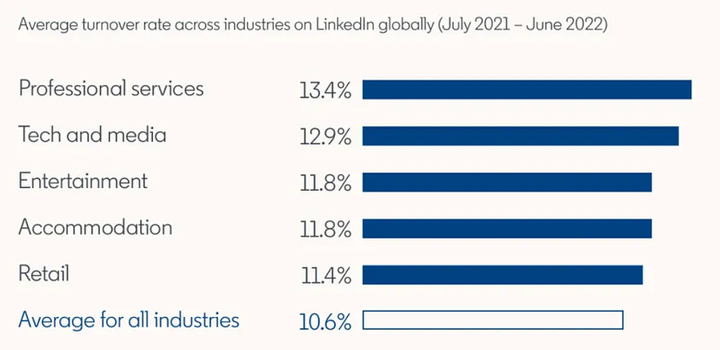 Average turnover rate across industries on LinkedIn globally (July 2021 – June 2022)
Professional services 13.4%
Tech and media 12.9%
Entertainment 11.8%
Accommodation 11.8%
Retail 11.4%
Average for all industries 10.6%